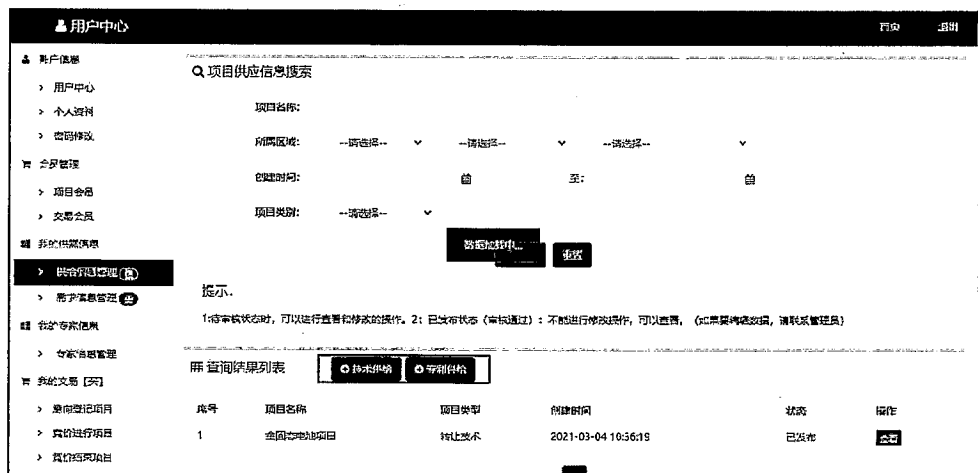 用户中心
首页 退出
账户信息
用户中心
个人资料
密码修改
会员管理
项目会员
交易会员
我的供需信息
供给信息管理
需求信息管理
我的专家信息
专家信息管理
我的交易 [买]
意向登记项目
竞价进行项目
竞价结束项目
项目供应信息搜索
项目名称:
所属区域: --请选择-- --请选择-- --请选择--
创建时间: 至:
项目类别: --请选择--
数据加载中...
重置
提示.
1:待审核状态时，可以进行查看和修改的操作。2：已发布状态（审核通过）：不能进行修改操作，可以查看，（如需要编辑数据，请联系管理员）
查询结果列表 技术供给 专利供给
序号 项目名称 项目类型 创建时间 状态 操作
1 全固态电池项目 转让技术 2021-03-04 10:36:19 已发布 查看